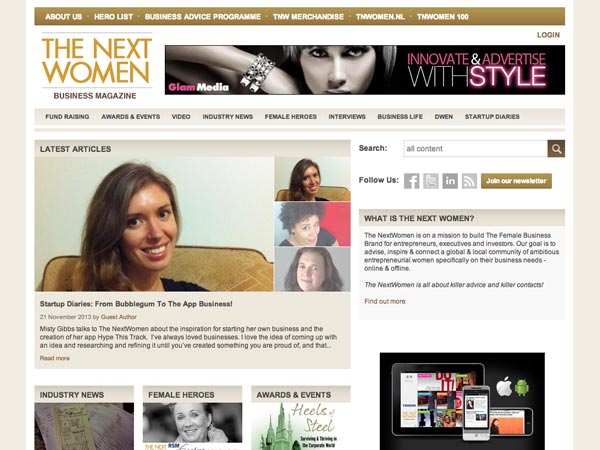 ABOUT US · HERO LIST · BUSINESS ADVICE PROGRAMME · TNW MERCHANDISE · TNWOMEN.NL · TNWOMEN 100
LOGIN
THE NEXT
WOMEN
BUSINESS MAGAZINE
GlamMedia
INNOVATE & ADVERTISE
WITH STYLE
FUND RAISING AWARDS & EVENTS VIDEO INDUSTRY NEWS FEMALE HEROES INTERVIEWS BUSINESS LIFE DWEN STARTUP DIARIES
LATEST ARTICLES
Startup Diaries: From Bubblegum To The App Business!
21 November 2013 by Guest Author
Misty Gibbs talks to The NextWomen about the inspiration for starting her own business and the
creation of her app Hype This Track. I've always loved businesses. I love the idea of coming up with
an idea and researching and refining it until you've created something you are proud of, and that...
Read more
INDUSTRY NEWS
FEMALE HEROES
THE NEXT
RSM
AWARDS & EVENTS
Heels of
Steel
Surviving & Thriving
in the Corporate World
Search: all content
Follow Us: Join our newsletter
WHAT IS THE NEXT WOMEN?
The NextWomen is on a mission to build The Female Business
Brand for entrepreneurs, executives and investors. Our goal is to
advise, inspire & connect a global & local community of ambitious
entrepreneurial women specifically on their business needs -
online & offline.
The NextWomen is all about killer advice and killer contacts!
Find out more
DO
IT!